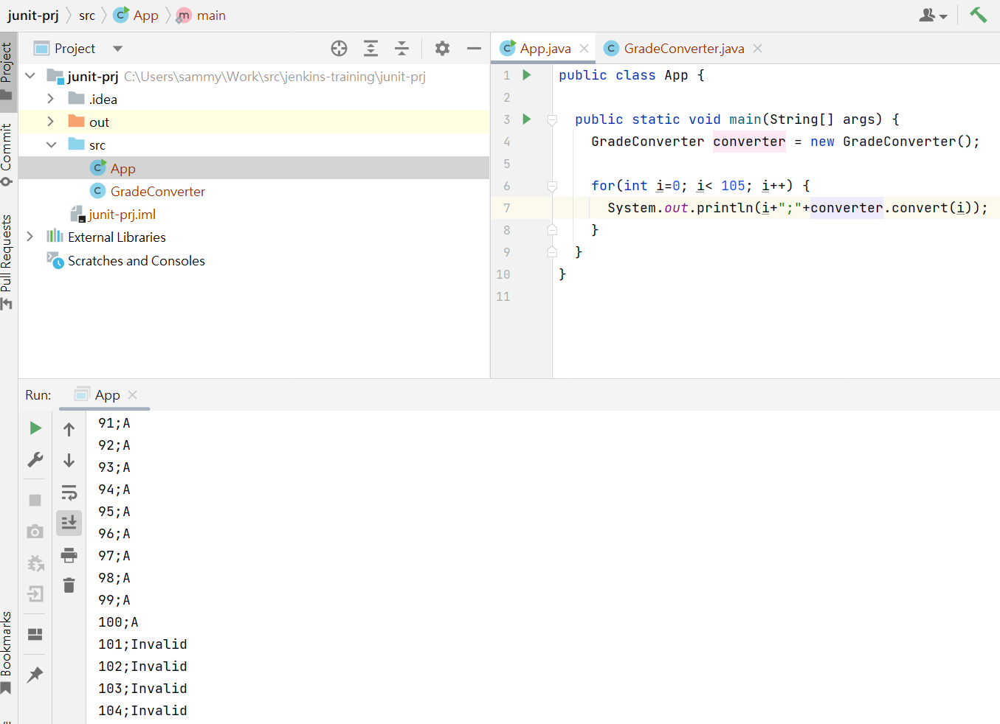 junit-prj src App main
Project
Commit
Pull Requests
Bookmarks
Project
junit-prj C:\Users\sammy\Work\src\jenkins-training\junit-prj
.idea
out
src
App
GradeConverter
junit-prj.iml
External Libraries
Scratches and Consoles
App.java GradeConverter.java
1 public class App {
2
3 public static void main(String[] args) {
4 GradeConverter converter = new GradeConverter();
5
6 for(int i=0; i< 105; i++) {
7 System.out.println(i+";"+converter.convert(i));
8 }
9 }
10 }
11
Run: App
91;A
92;A
93;A
94;A
95;A
96;A
97;A
98;A
99;A
100;A
101;Invalid
102;Invalid
103;Invalid
104;Invalid